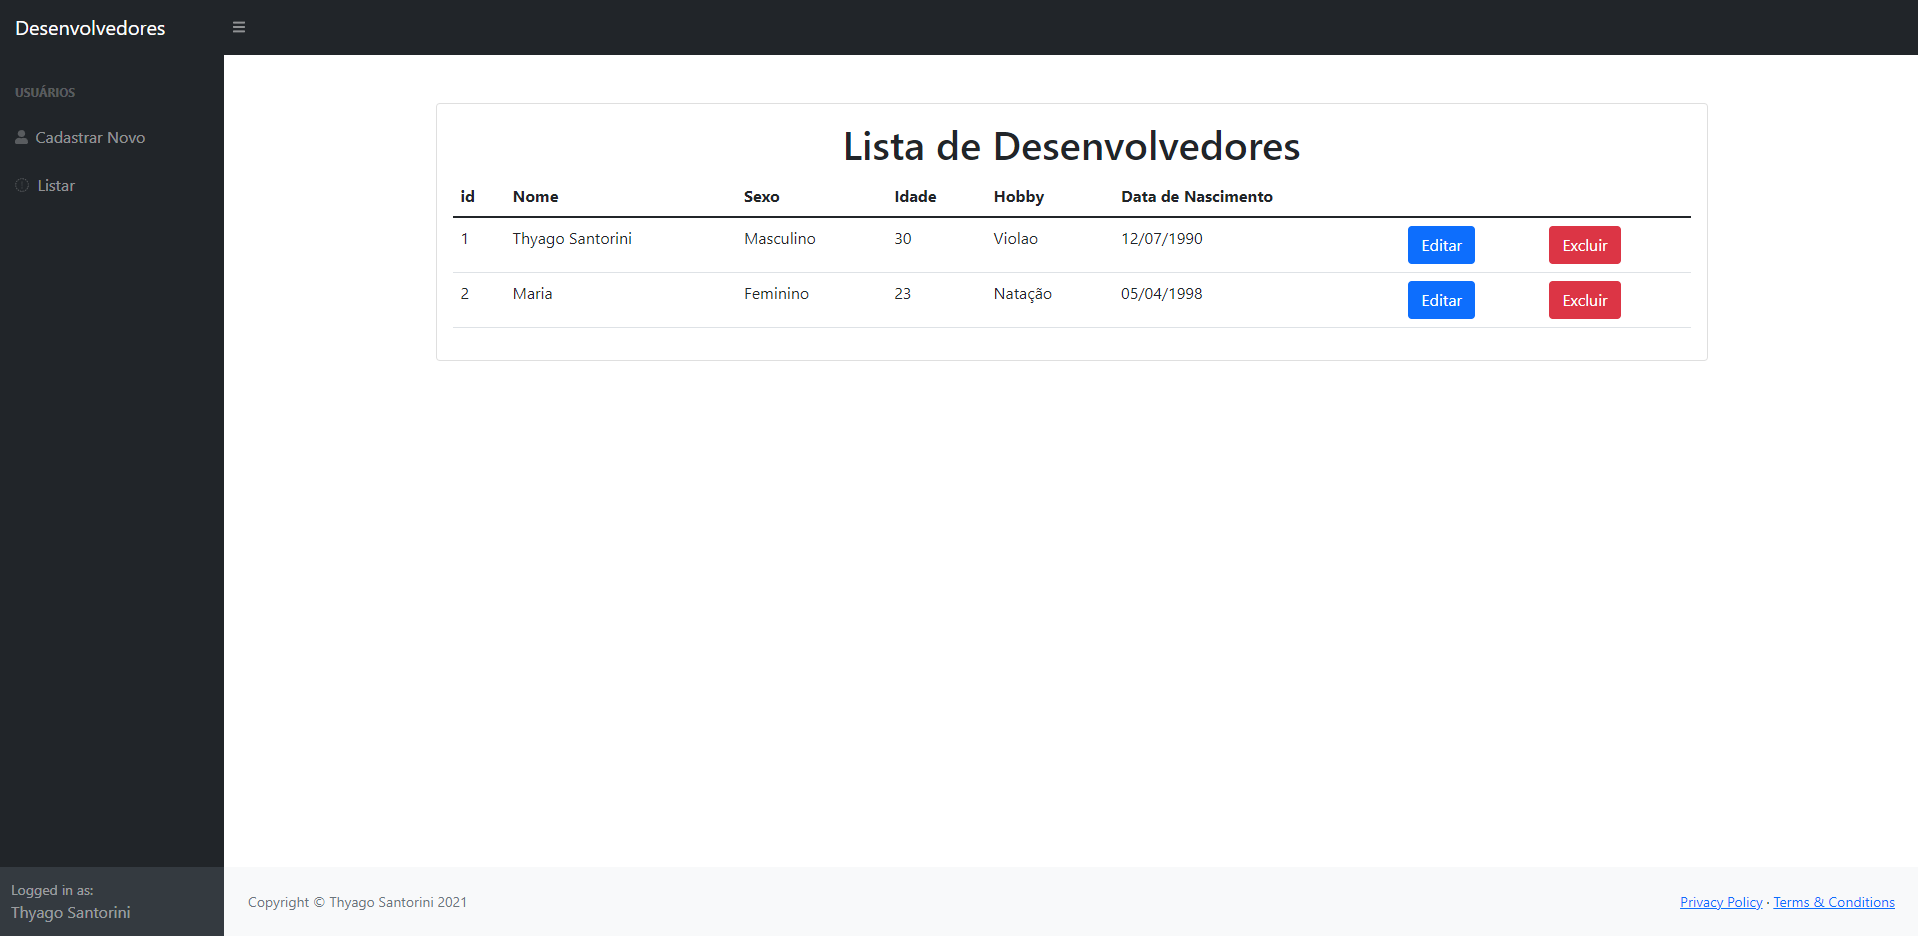 Desenvolvedores
USUÁRIOS
Cadastrar Novo
Listar
Lista de Desenvolvedores
id Nome Sexo Idade Hobby Data de Nascimento
1 Thyago Santorini Masculino 30 Violao 12/07/1990 Editar Excluir
2 Maria Feminino 23 Natação 05/04/1998 Editar Excluir
Logged in as:
Thyago Santorini
Copyright © Thyago Santorini 2021
Privacy Policy · Terms & Conditions